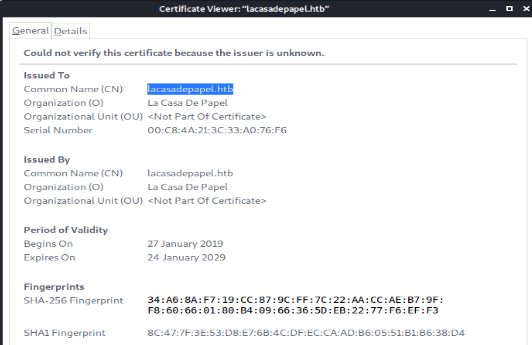 Certificate Viewer: "lacasadepapel.htb"
General Details
Could not verify this certificate because the issuer is unknown.
Issued To
Common Name (CN) lacasadepapel.htb
Organization (O) La Casa De Papel
Organizational Unit (OU) <Not Part Of Certificate>
Serial Number 00:C8:4A:21:3C:33:A0:76:F6
Issued By
Common Name (CN) lacasadepapel.htb
Organization (O) La Casa De Papel
Organizational Unit (OU) <Not Part Of Certificate>
Period of Validity
Begins On 27 January 2019
Expires On 24 January 2029
Fingerprints
SHA-256 Fingerprint 34:A6:8A:F7:19:CC:87:9C:FF:7C:22:AA:CC:AE:B7:9F:
F8:60:66:01:80:B4:09:66:36:5D:EB:22:77:F6:EF:F3
SHA1 Fingerprint 8C:47:7F:3E:53:D8:E7:6B:4C:DF:EC:CA:AD:B6:05:51:B1:B6:38:D4